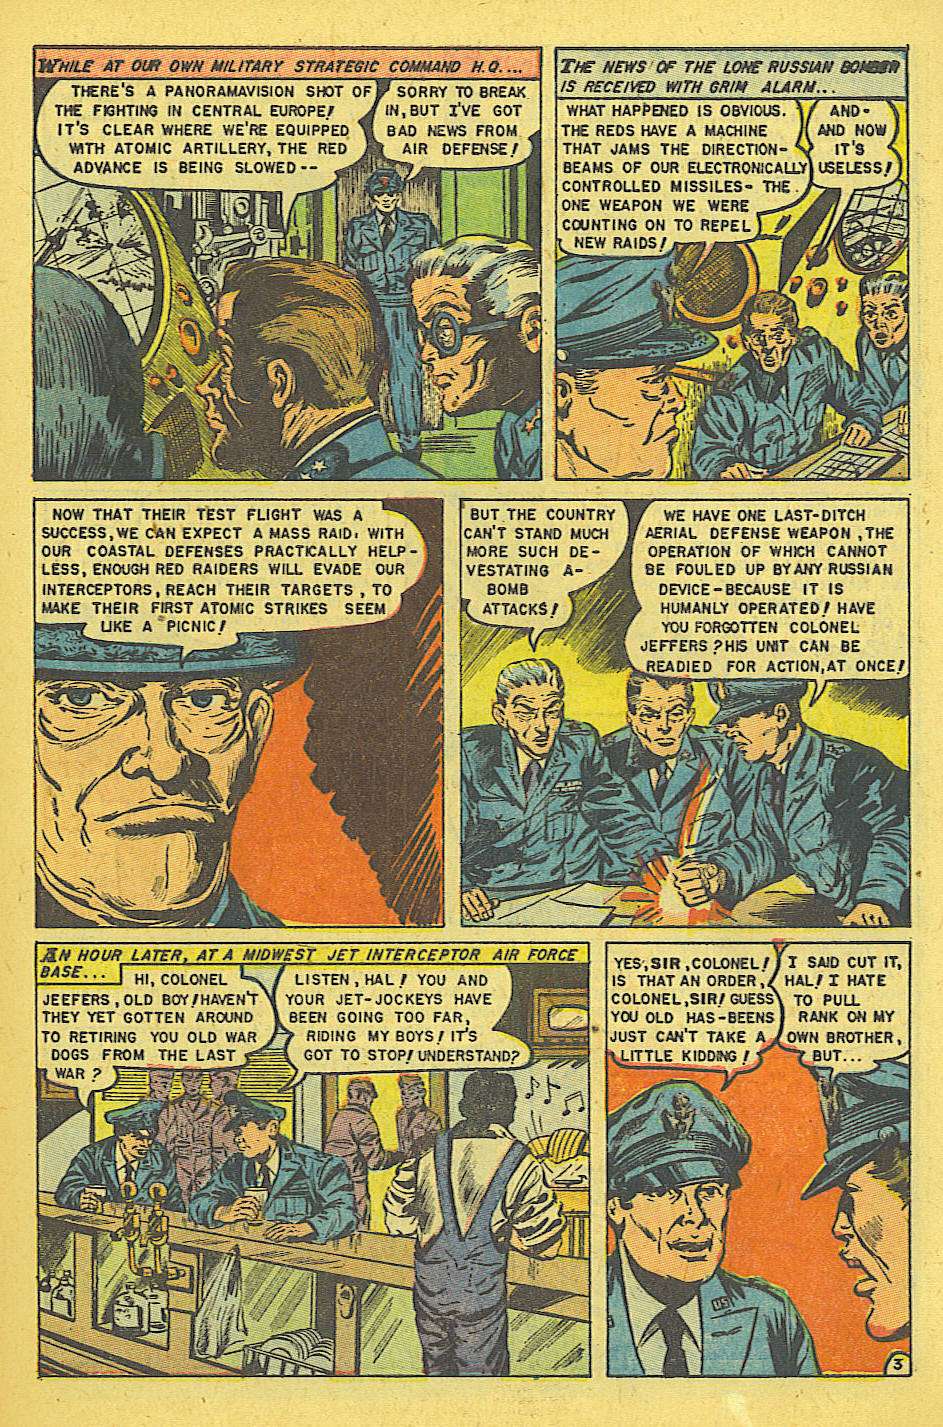 WHILE AT OUR OWN MILITARY STRATEGIC COMMAND H.Q....
THERE'S A PANORAMAVISION SHOT OF
THE FIGHTING IN CENTRAL EUROPE!
IT'S CLEAR WHERE WE'RE EQUIPPED
WITH ATOMIC ARTILLERY, THE RED
ADVANCE IS BEING SLOWED--
SORRY TO BREAK
IN, BUT I'VE GOT
BAD NEWS FROM
AIR DEFENSE!
THE NEWS OF THE LONE RUSSIAN BOMBER
IS RECEIVED WITH GRIM ALARM...
WHAT HAPPENED IS OBVIOUS.
THE REDS HAVE A MACHINE
THAT JAMS THE DIRECTION-
BEAMS OF OUR ELECTRONICALLY
CONTROLLED MISSILES- THE
ONE WEAPON WE WERE
COUNTING ON TO REPEL
NEW RAIDS!
AND-
AND NOW
IT'S
USELESS!
NOW THAT THEIR TEST FLIGHT WAS A
SUCCESS, WE CAN EXPECT A MASS RAID. WITH
OUR COASTAL DEFENSES PRACTICALLY HELP-
LESS, ENOUGH RED RAIDERS WILL EVADE OUR
INTERCEPTORS, REACH THEIR TARGETS, TO
MAKE THEIR FIRST ATOMIC STRIKES SEEM
LIKE A PICNIC!
BUT THE COUNTRY
CAN'T STAND MUCH
MORE SUCH DE-
VESTATING A-
BOMB
ATTACKS!
WE HAVE ONE LAST-DITCH
AERIAL DEFENSE WEAPON, THE
OPERATION OF WHICH CANNOT
BE FOULED UP BY ANY RUSSIAN
DEVICE-BECAUSE IT IS
HUMANLY OPERATED! HAVE
YOU FORGOTTEN COLONEL
JEFFERS? HIS UNIT CAN BE
READIED FOR ACTION, AT ONCE!
AN HOUR LATER, AT A MIDWEST JET INTERCEPTOR AIR FORCE
BASE...
HI, COLONEL
JEEFERS, OLD BOY! HAVEN'T
THEY YET GOTTEN AROUND
TO RETIRING YOU OLD WAR
DOGS FROM THE LAST
WAR?
LISTEN, HAL! YOU AND
YOUR JET-JOCKEYS HAVE
BEEN GOING TOO FAR,
RIDING MY BOYS! IT'S
GOT TO STOP! UNDERSTAND?
YES, SIR, COLONEL!
IS THAT AN ORDER,
COLONEL, SIR! GUESS
YOU OLD HAS-BEENS
JUST CAN'T TAKE A
LITTLE KIDDING!
I SAID CUT IT,
HAL! I HATE
TO PULL
RANK ON MY
OWN BROTHER,
BUT...
US
3